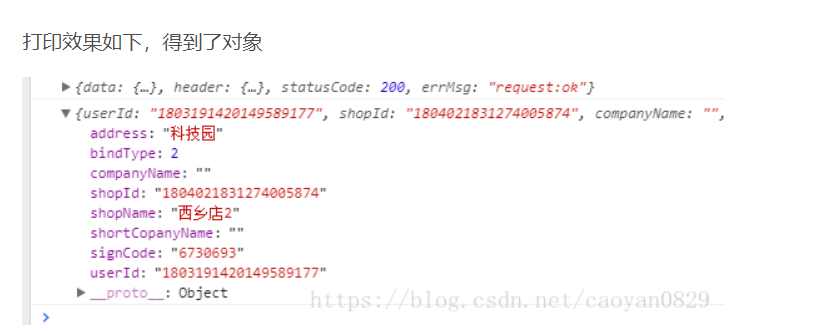 打印效果如下，得到了对象
▶{data: {…}, header: {…}, statusCode: 200, errMsg: "request:ok"}
▼{userId: "1803191420149589177", shopId: "1804021831274005874", companyName: "",
address: "科技园"
bindType: 2
companyName: ""
shopId: "1804021831274005874"
shopName: "西乡店2"
shortCopanyName: ""
signCode: "6730693"
userId: "1803191420149589177"
▶__proto__: Object
https://blog.csdn.net/caoyan0829
>